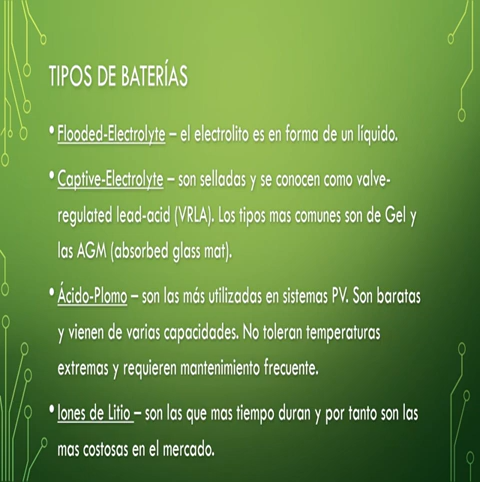 TIPOS DE BATERÍAS
• Flooded-Electrolyte – el electrolito es en forma de un líquido.
• Captive-Electrolyte – son selladas y se conocen como valve-
regulated lead-acid (VRLA). Los tipos mas comunes son de Gel y
las AGM (absorbed glass mat).
• Ácido-Plomo – son las más utilizadas en sistemas PV. Son baratas
y vienen de varias capacidades. No toleran temperaturas
extremas y requieren mantenimiento frecuente.
• Iones de Litio – son las que mas tiempo duran y por tanto son las
mas costosas en el mercado.